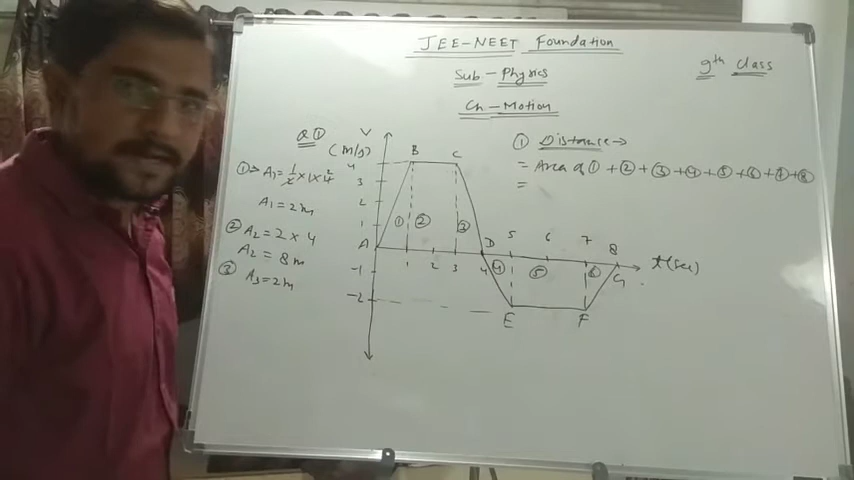 JEE-NEET Foundation
Sub-Physics
9th Class
Ch-Motion
Q ①
V
(m/s)
① Distance →
= Area of ① + ② + ③ + ④ + ⑤ + ⑥ + ⑦ + ⑧
=
①→ A₁ = 1/2 × 1 × 4 2
A₁ = 2m
② A₂ = 2 × 4
A₂ = 8m
③ A₃ = 2m
B C
4
3
2
1
A
-1
-2
① ② ③
1 2 3 4
D 5 6 7 8
④ ⑤ ⑥
G
t(sec)
E F